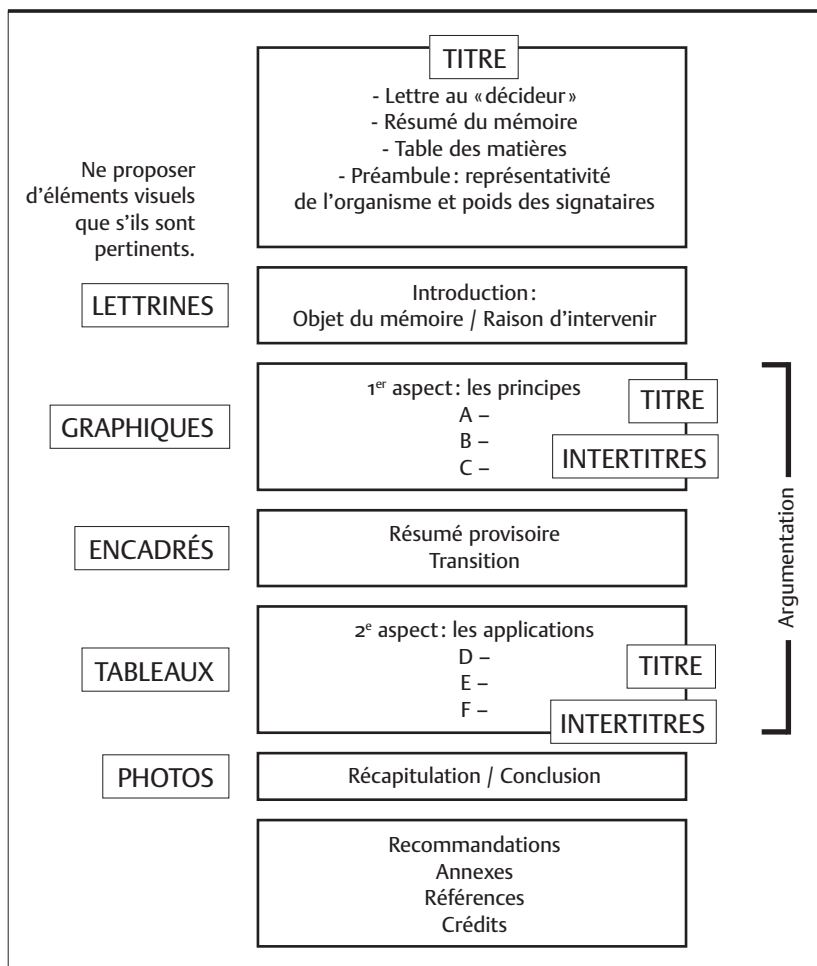 TITRE
- Lettre au « décideur »
- Résumé du mémoire
- Table des matières
- Préambule : représentativité
de l’organisme et poids des signataires
Ne proposer
d’éléments visuels
que s’ils sont
pertinents.
LETTRINES
Introduction :
Objet du mémoire / Raison d’intervenir
GRAPHIQUES
1er aspect : les principes
A –
B –
C –
TITRE
INTERTITRES
ENCADRÉS
Résumé provisoire
Transition
Argumentation
TABLEAUX
2e aspect : les applications
D –
E –
F –
TITRE
INTERTITRES
PHOTOS
Récapitulation / Conclusion
Recommandations
Annexes
Références
Crédits